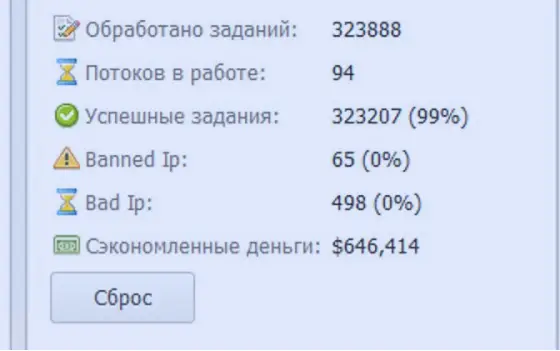 Обработано заданий: 323888
Потоков в работе: 94
Успешные задания: 323207 (99%)
Banned Ip: 65 (0%)
Bad Ip: 498 (0%)
Сэкономленные деньги: $646,414
Сброс